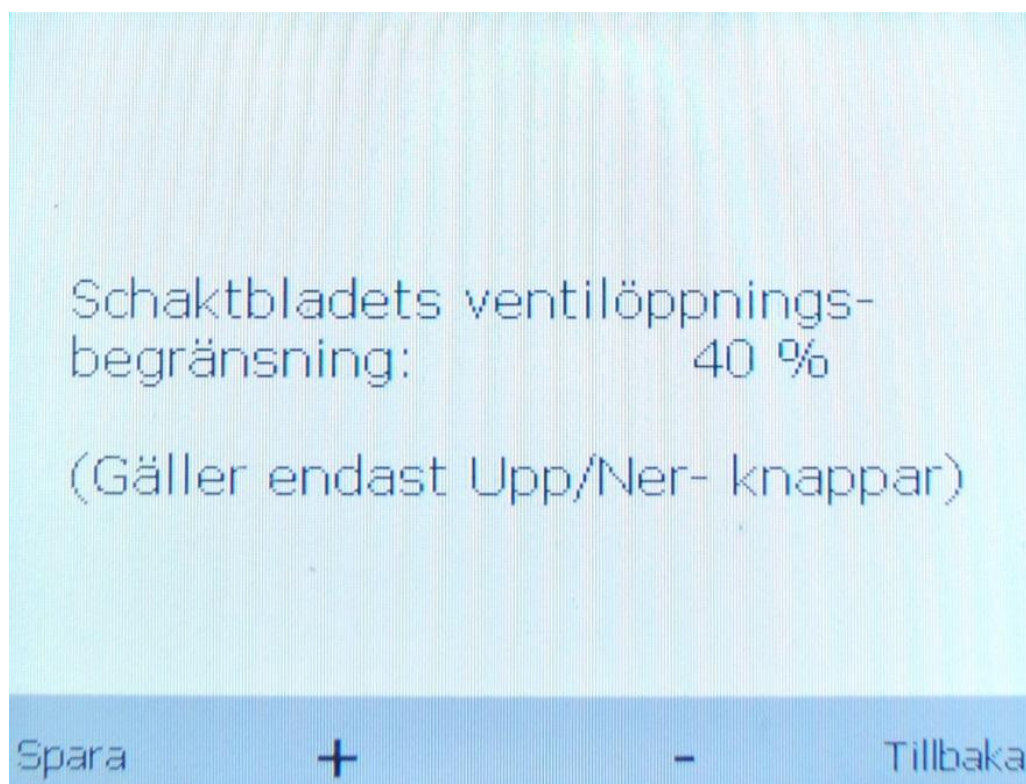 Schaktbladets ventilöppnings-
begränsning: 40 %
(Gäller endast Upp/Ner- knappar)
Spara + - Tillbaka